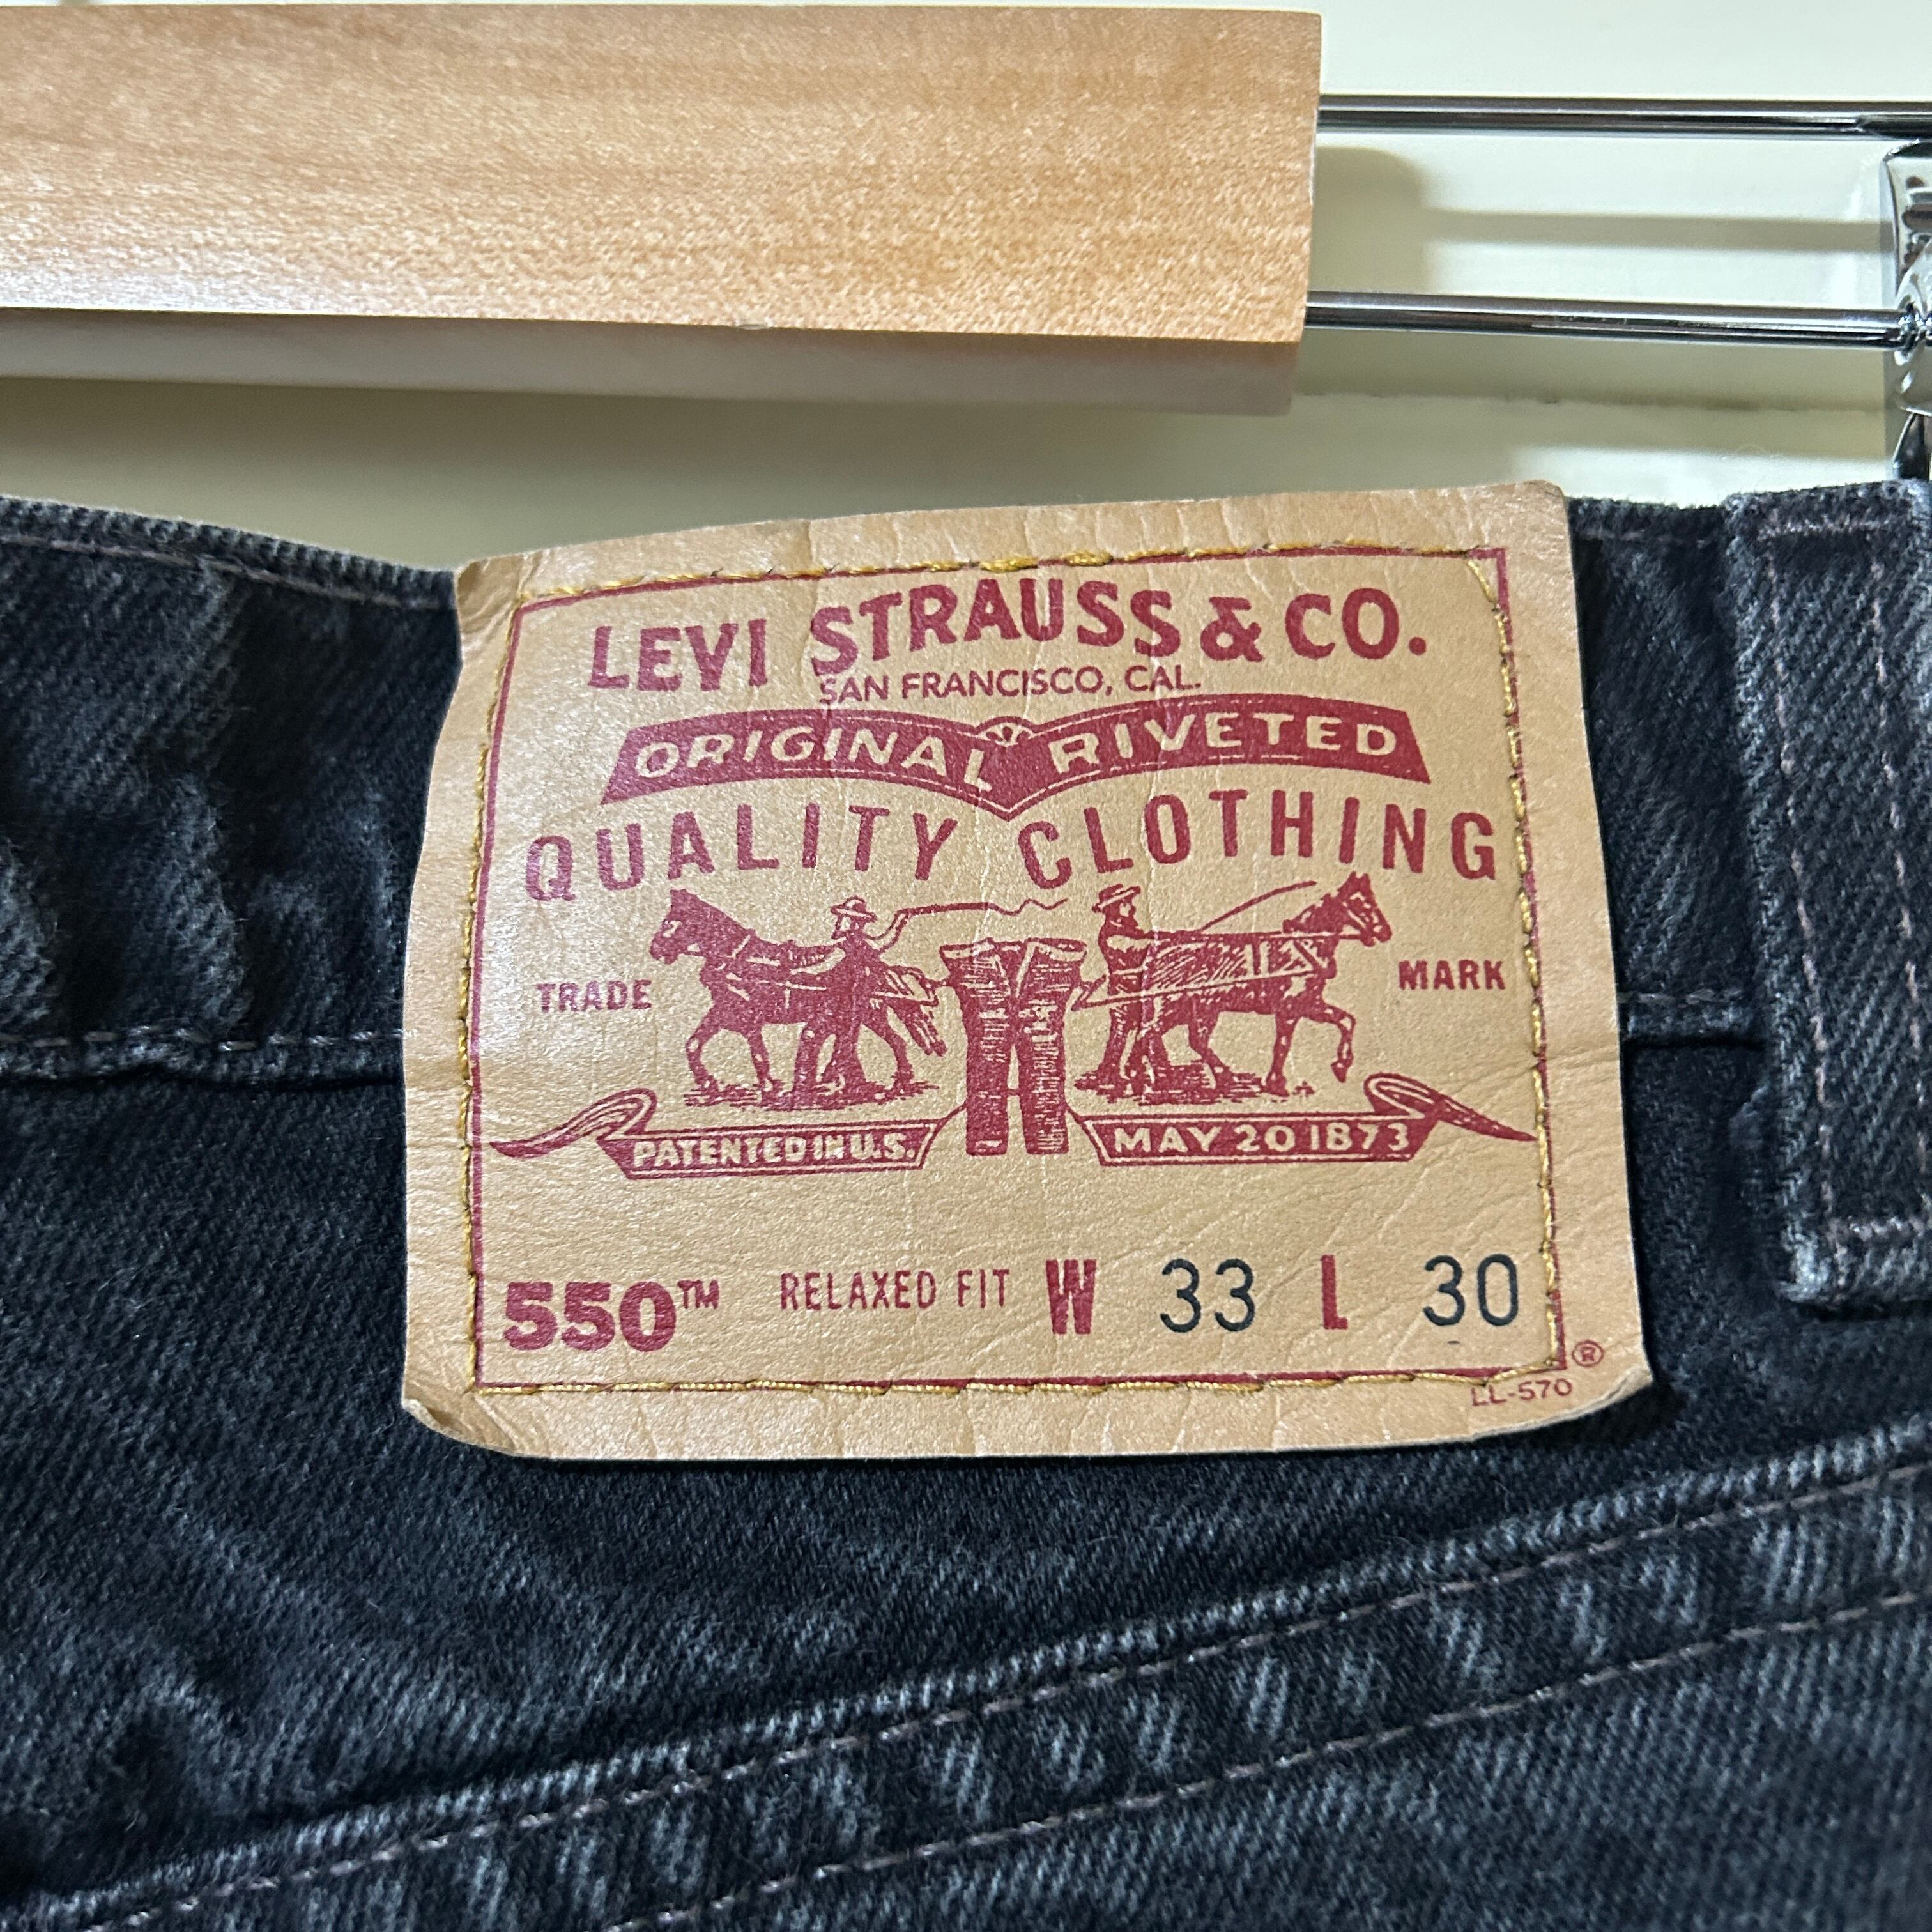 LEVI STRAUSS & CO.
SAN FRANCISCO, CAL.
ORIGINAL RIVETED
QUALITY CLOTHING
TRADE MARK
PATENTED IN U.S. MAY 20 1873
550™ RELAXED FIT W 33 L 30
®
LL-570